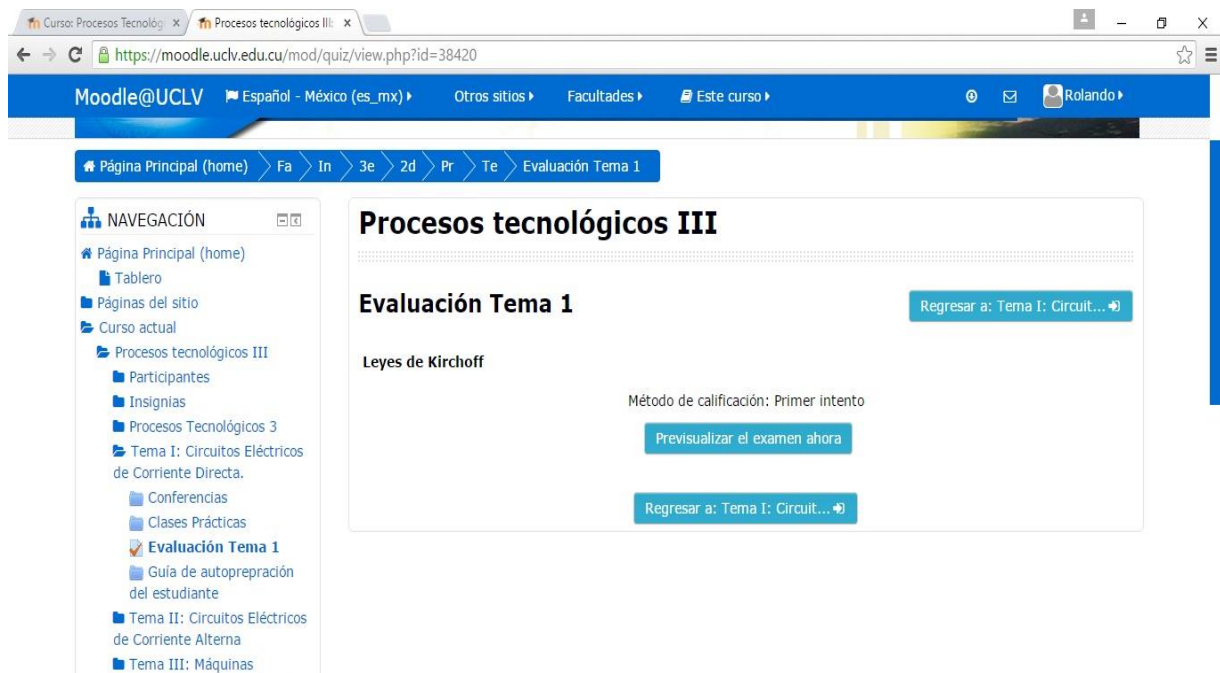 Curso: Procesos Tecnológ
Procesos tecnológicos III:
https://moodle.uclv.edu.cu/mod/quiz/view.php?id=38420
Moodle@UCLV Español - México (es_mx) Otros sitios Facultades Este curso Rolando
Página Principal (home) Fa In 3e 2d Pr Te Evaluación Tema 1
NAVEGACIÓN
Página Principal (home)
Tablero
Páginas del sitio
Curso actual
Procesos tecnológicos III
Participantes
Insignias
Procesos Tecnológicos 3
Tema I: Circuitos Eléctricos
de Corriente Directa.
Conferencias
Clases Prácticas
Evaluación Tema 1
Guía de autoprepración
del estudiante
Tema II: Circuitos Eléctricos
de Corriente Alterna
Tema III: Máquinas
Procesos tecnológicos III
Evaluación Tema 1
Regresar a: Tema I: Circuit...
Leyes de Kirchoff
Método de calificación: Primer intento
Previsualizar el examen ahora
Regresar a: Tema I: Circuit...